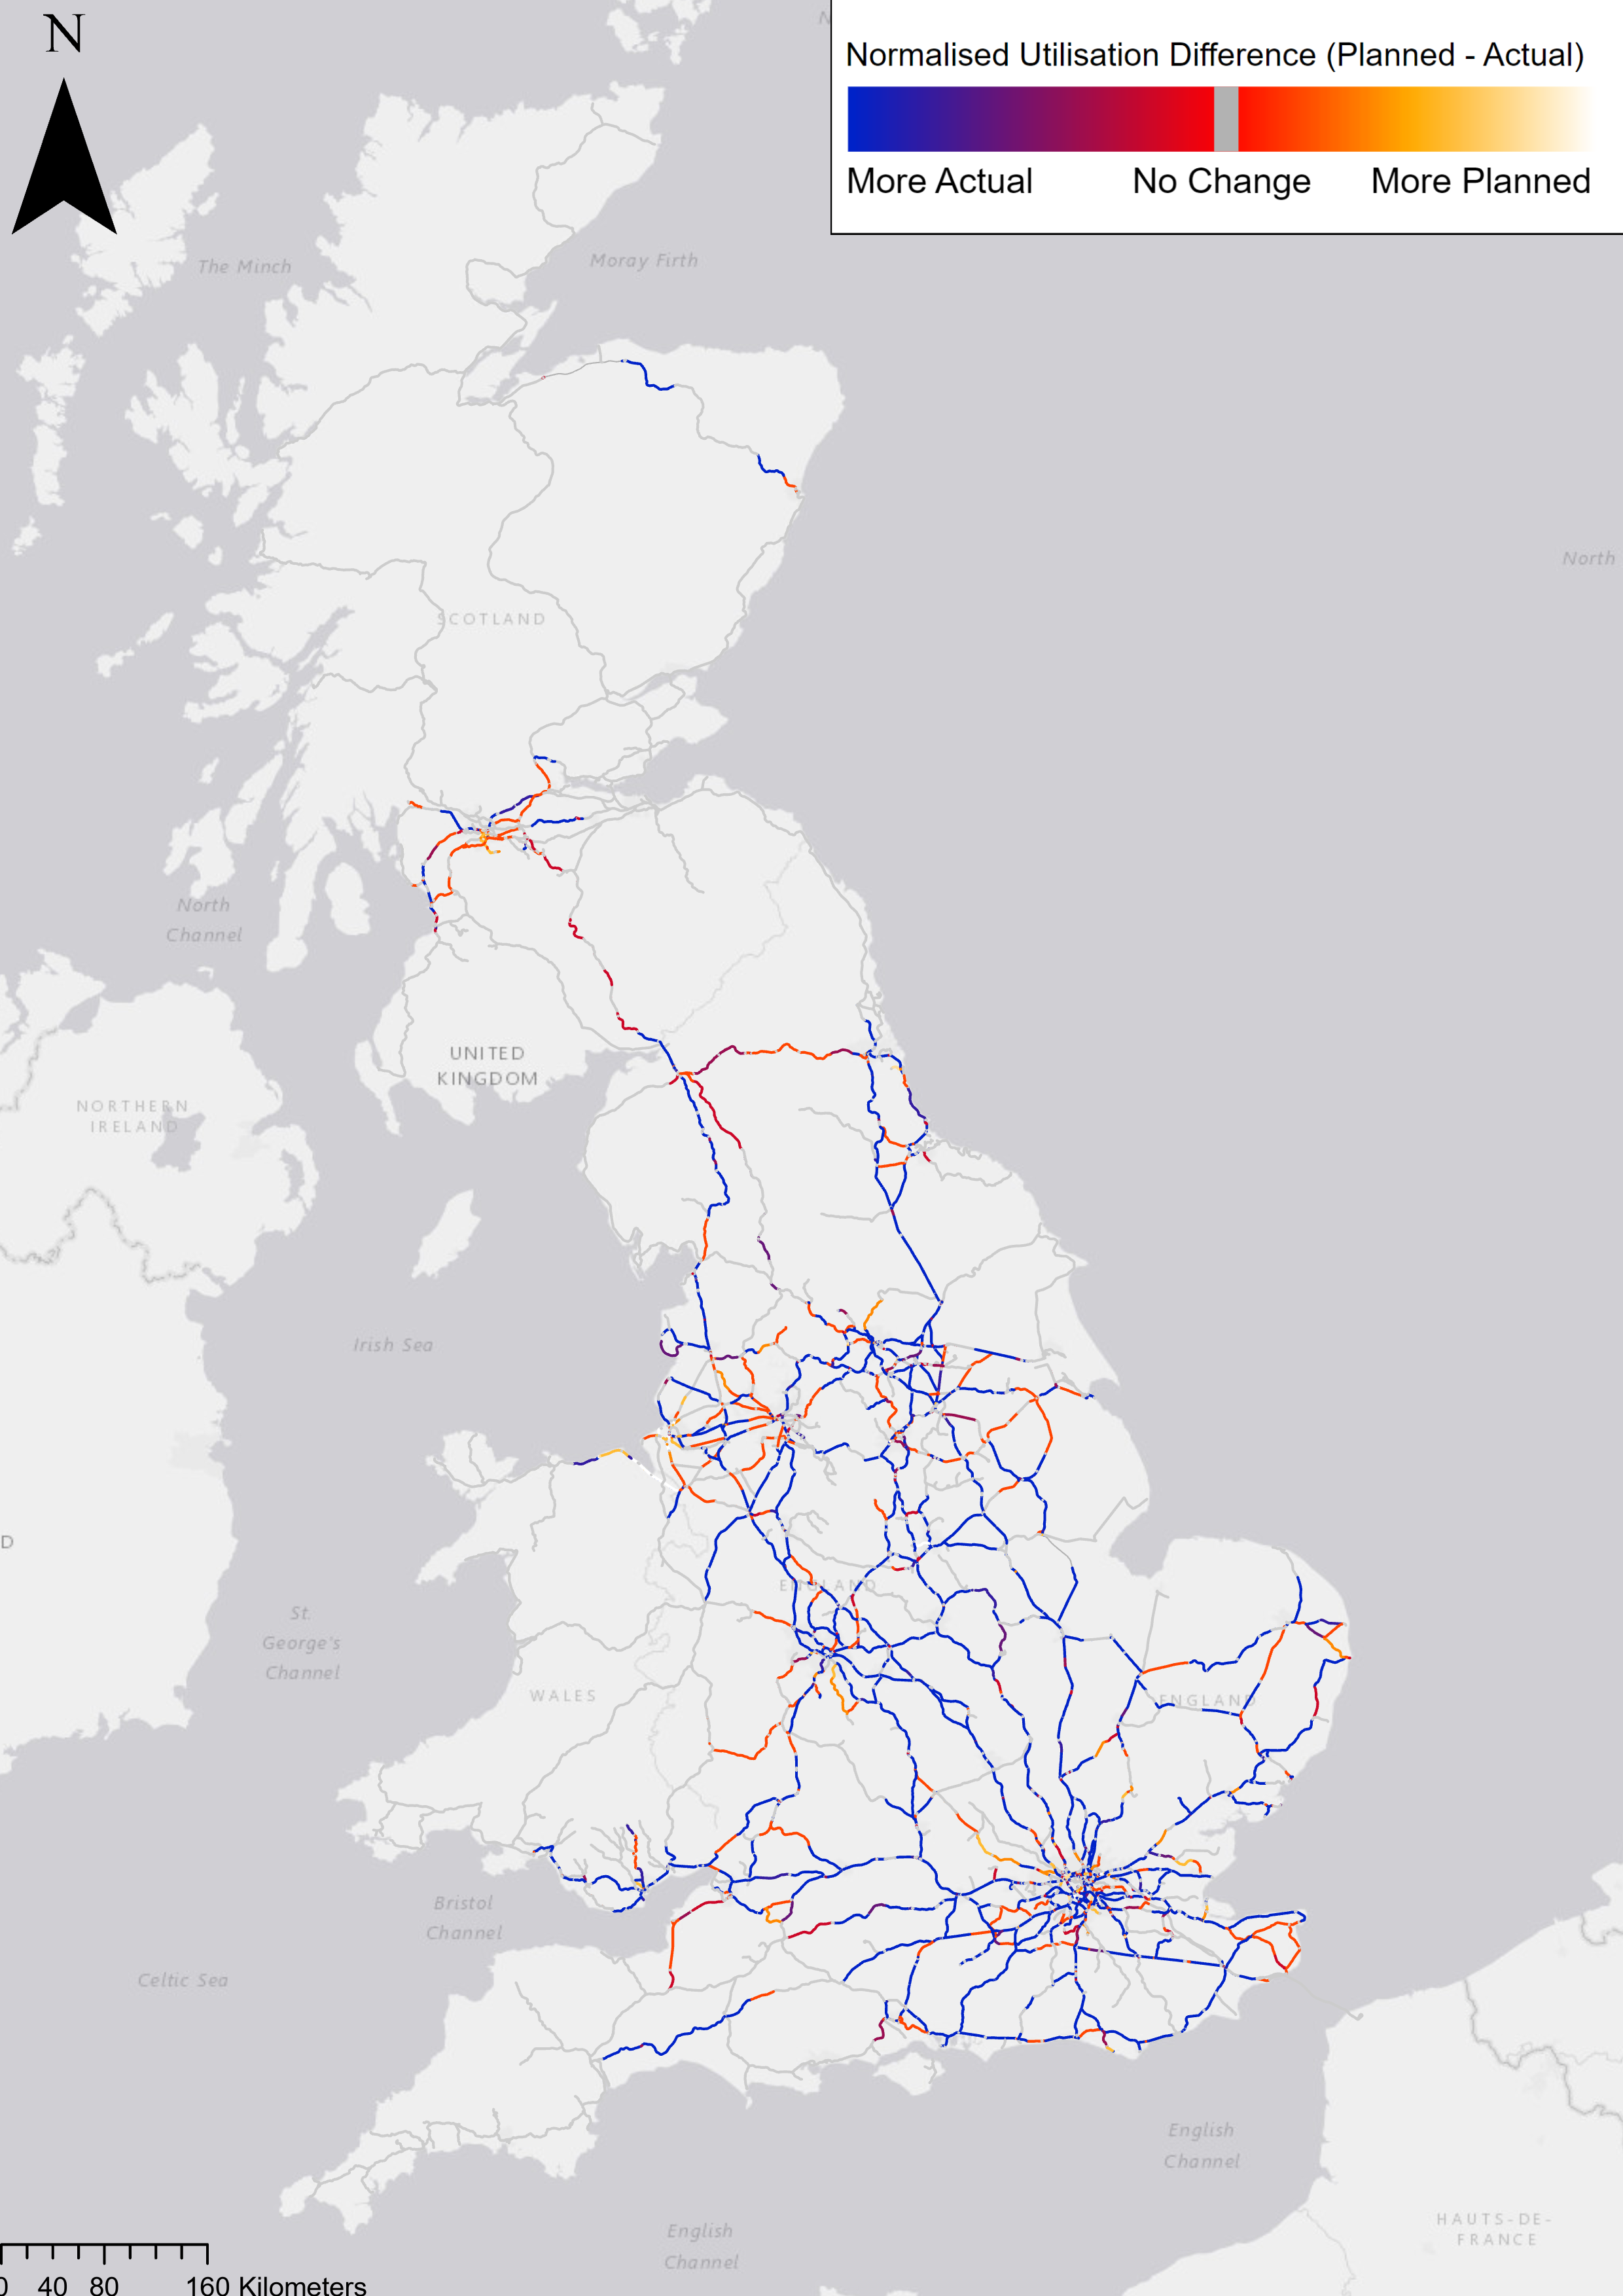 N
Normalised Utilisation Difference (Planned - Actual)
More Actual No Change More Planned
The Minch
Moray Firth
North
SCOTLAND
North
Channel
UNITED
KINGDOM
NORTHERN
IRELAND
Irish Sea
D
ENGLAND
St.
George's
Channel
WALES
ENGLAND
Bristol
Channel
Celtic Sea
English
Channel
HAUTS-DE-
FRANCE
English
Channel
0 40 80 160 Kilometers